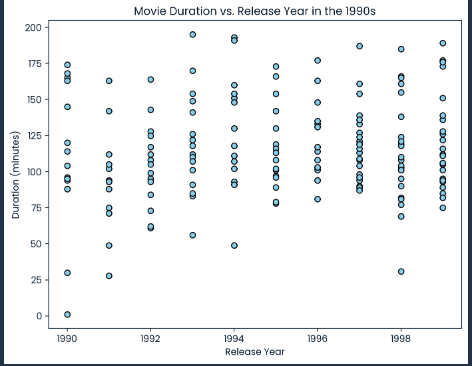 Movie Duration vs. Release Year in the 1990s
200
175
150
125
100
75
50
25
0
Duration (minutes)
1990 1992 1994 1996 1998
Release Year